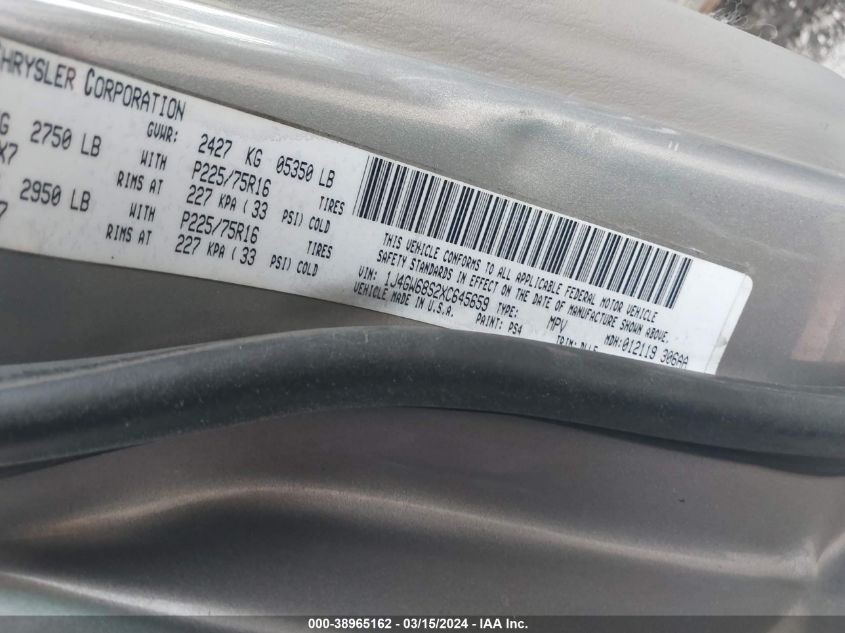 CHRYSLER CORPORATION
GVWR: 2427 KG 05350 LB
2750 LB WITH P225/75R16 TIRES
X7 RIMS AT 227 KPA ( 33 PSI) COLD
2950 LB WITH P225/75R16 TIRES
RIMS AT 227 KPA ( 33 PSI) COLD
THIS VEHICLE CONFORMS TO ALL APPLICABLE FEDERAL MOTOR VEHICLE
SAFETY STANDARDS IN EFFECT ON THE DATE OF MANUFACTURE SHOWN ABOVE.
VIN: 1J4GW68S2XC645659 TYPE: MPV MDH: 012119 306AA
VEHICLE MADE IN U.S.A. PAINT: PS4 TRIM:
000-38965162 - 03/15/2024 - IAA Inc.